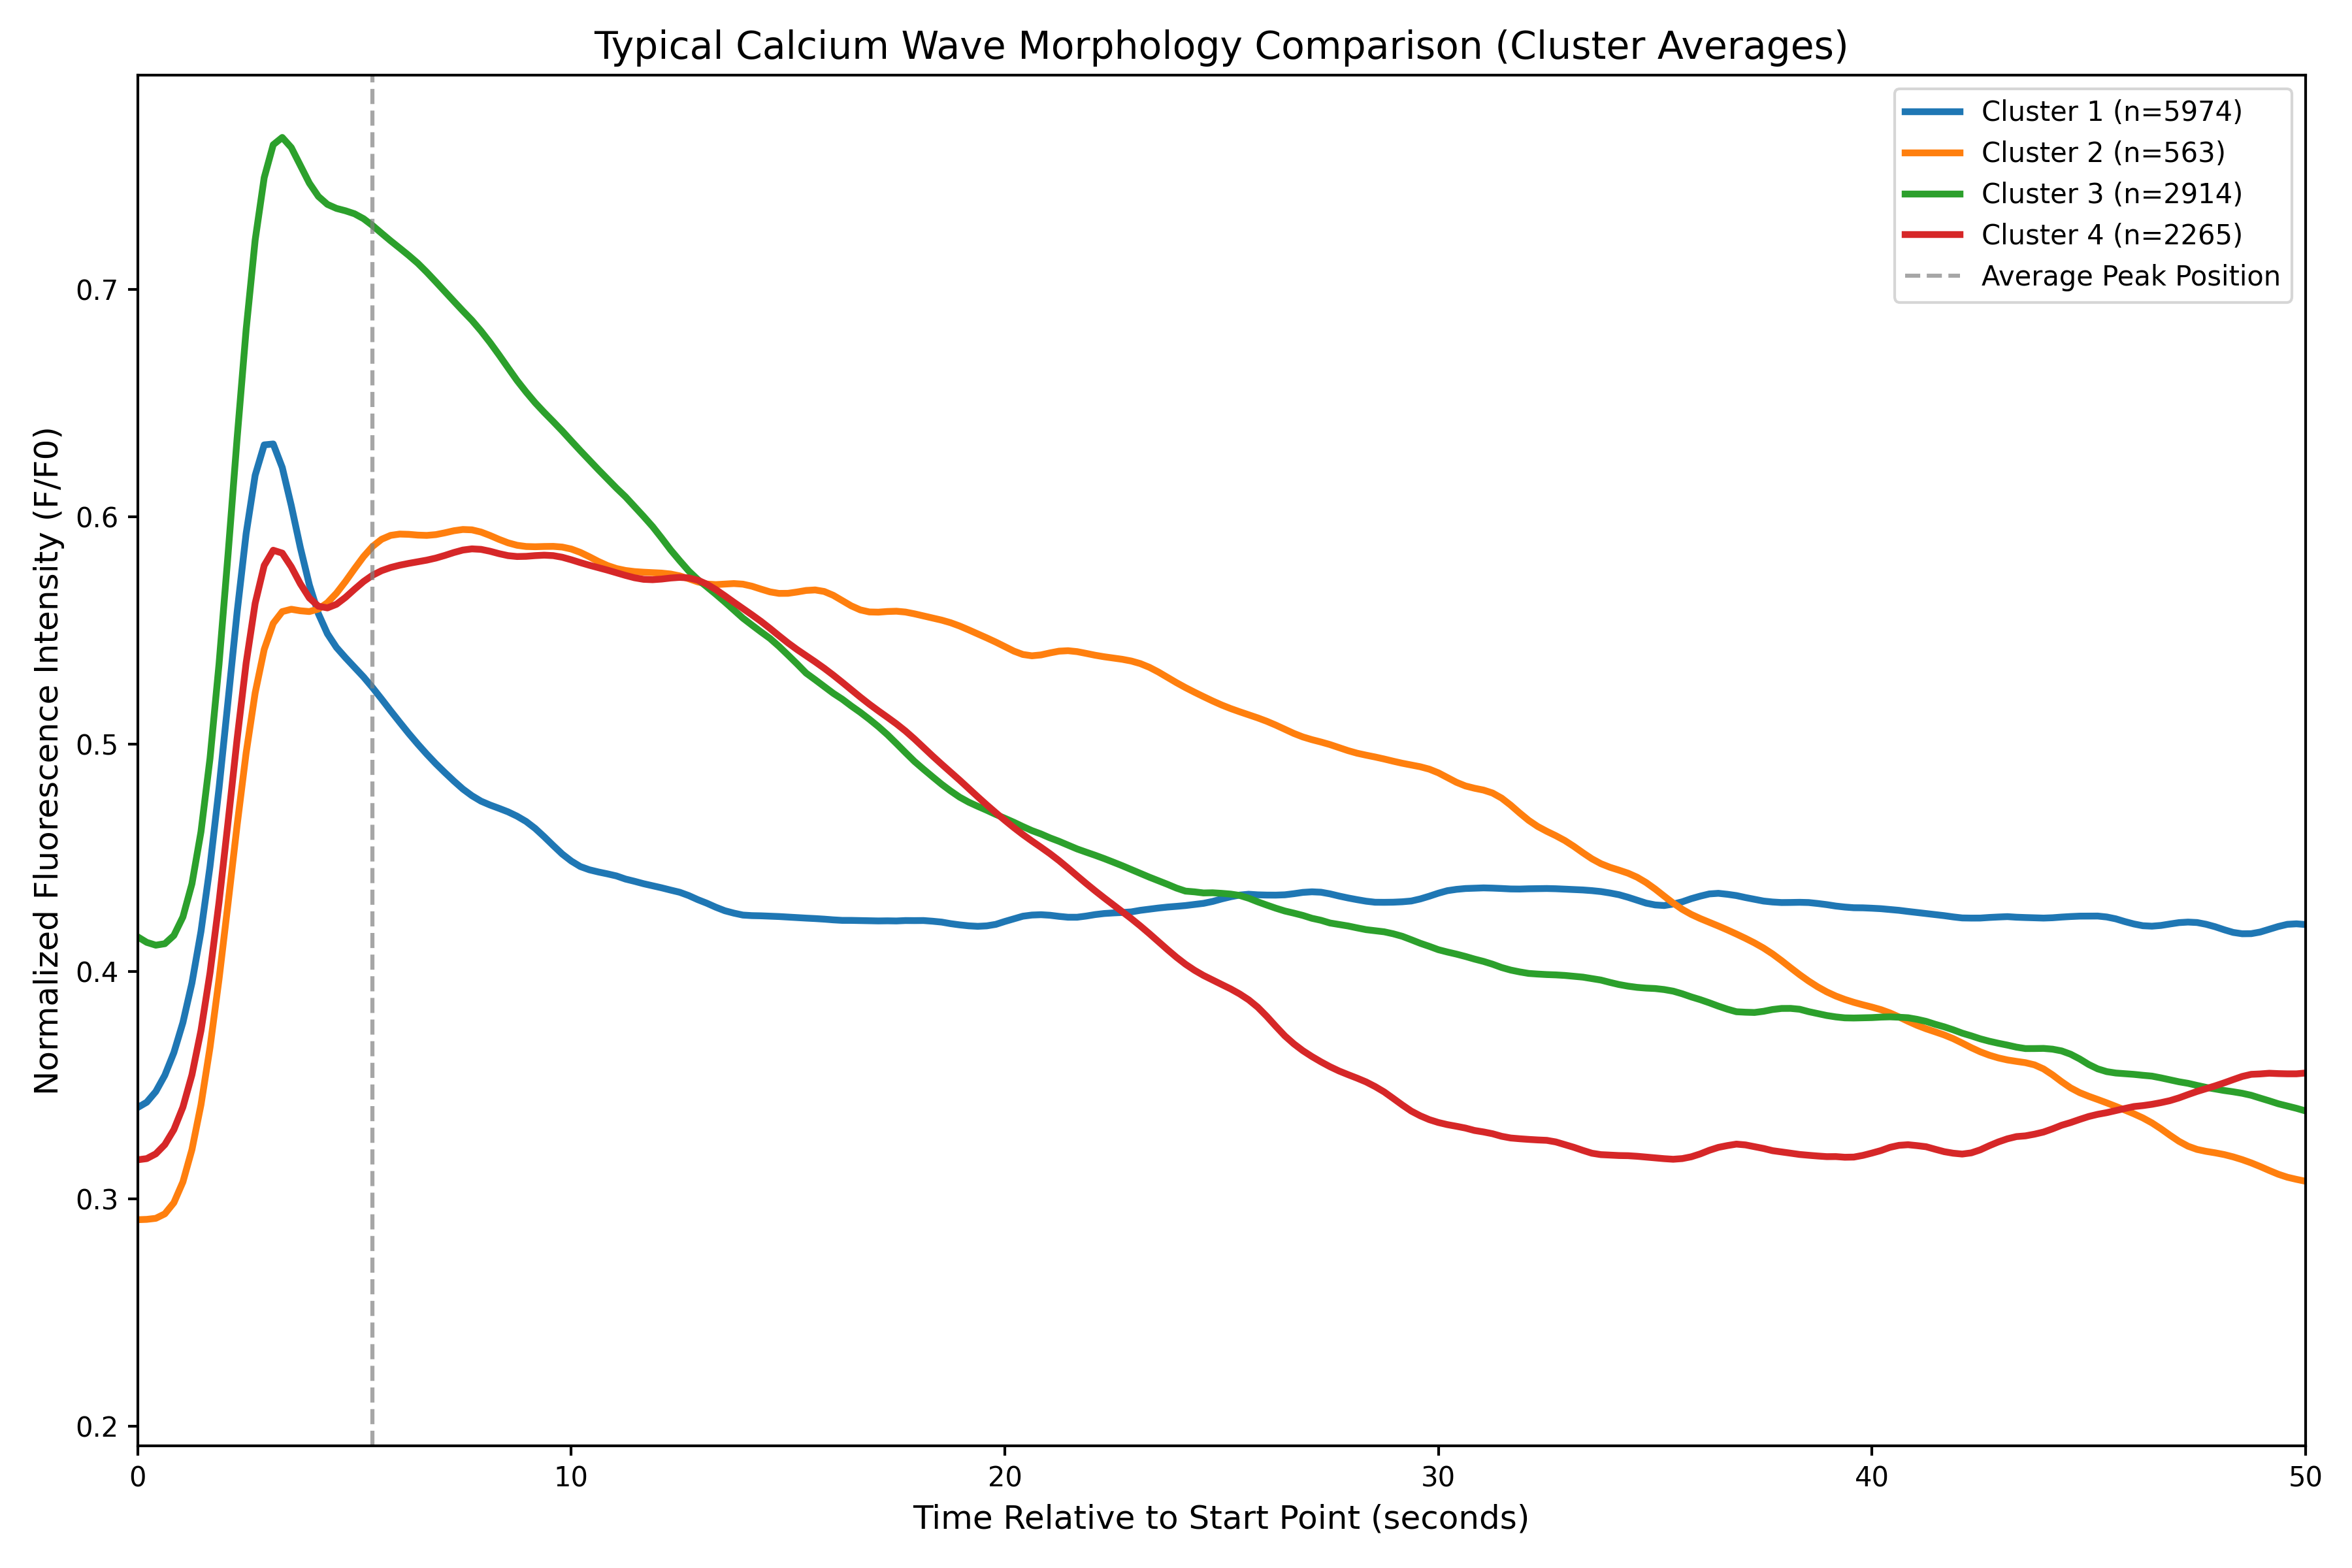 Typical Calcium Wave Morphology Comparison (Cluster Averages)
Cluster 1 (n=5974)
Cluster 2 (n=563)
Cluster 3 (n=2914)
Cluster 4 (n=2265)
Average Peak Position
Normalized Fluorescence Intensity (F/F0)
0.7
0.6
0.5
0.4
0.3
0.2
0 10 20 30 40 50
Time Relative to Start Point (seconds)